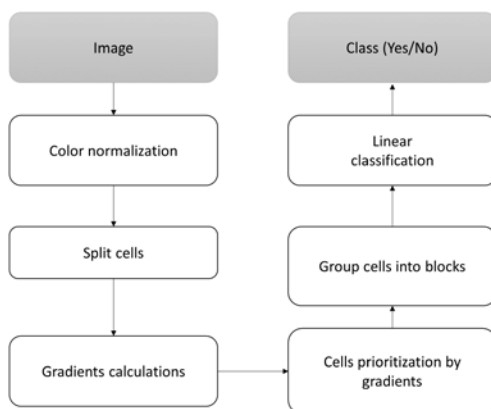 Image
Color normalization
Split cells
Gradients calculations
Cells prioritization by
gradients
Group cells into blocks
Linear
classification
Class (Yes/No)